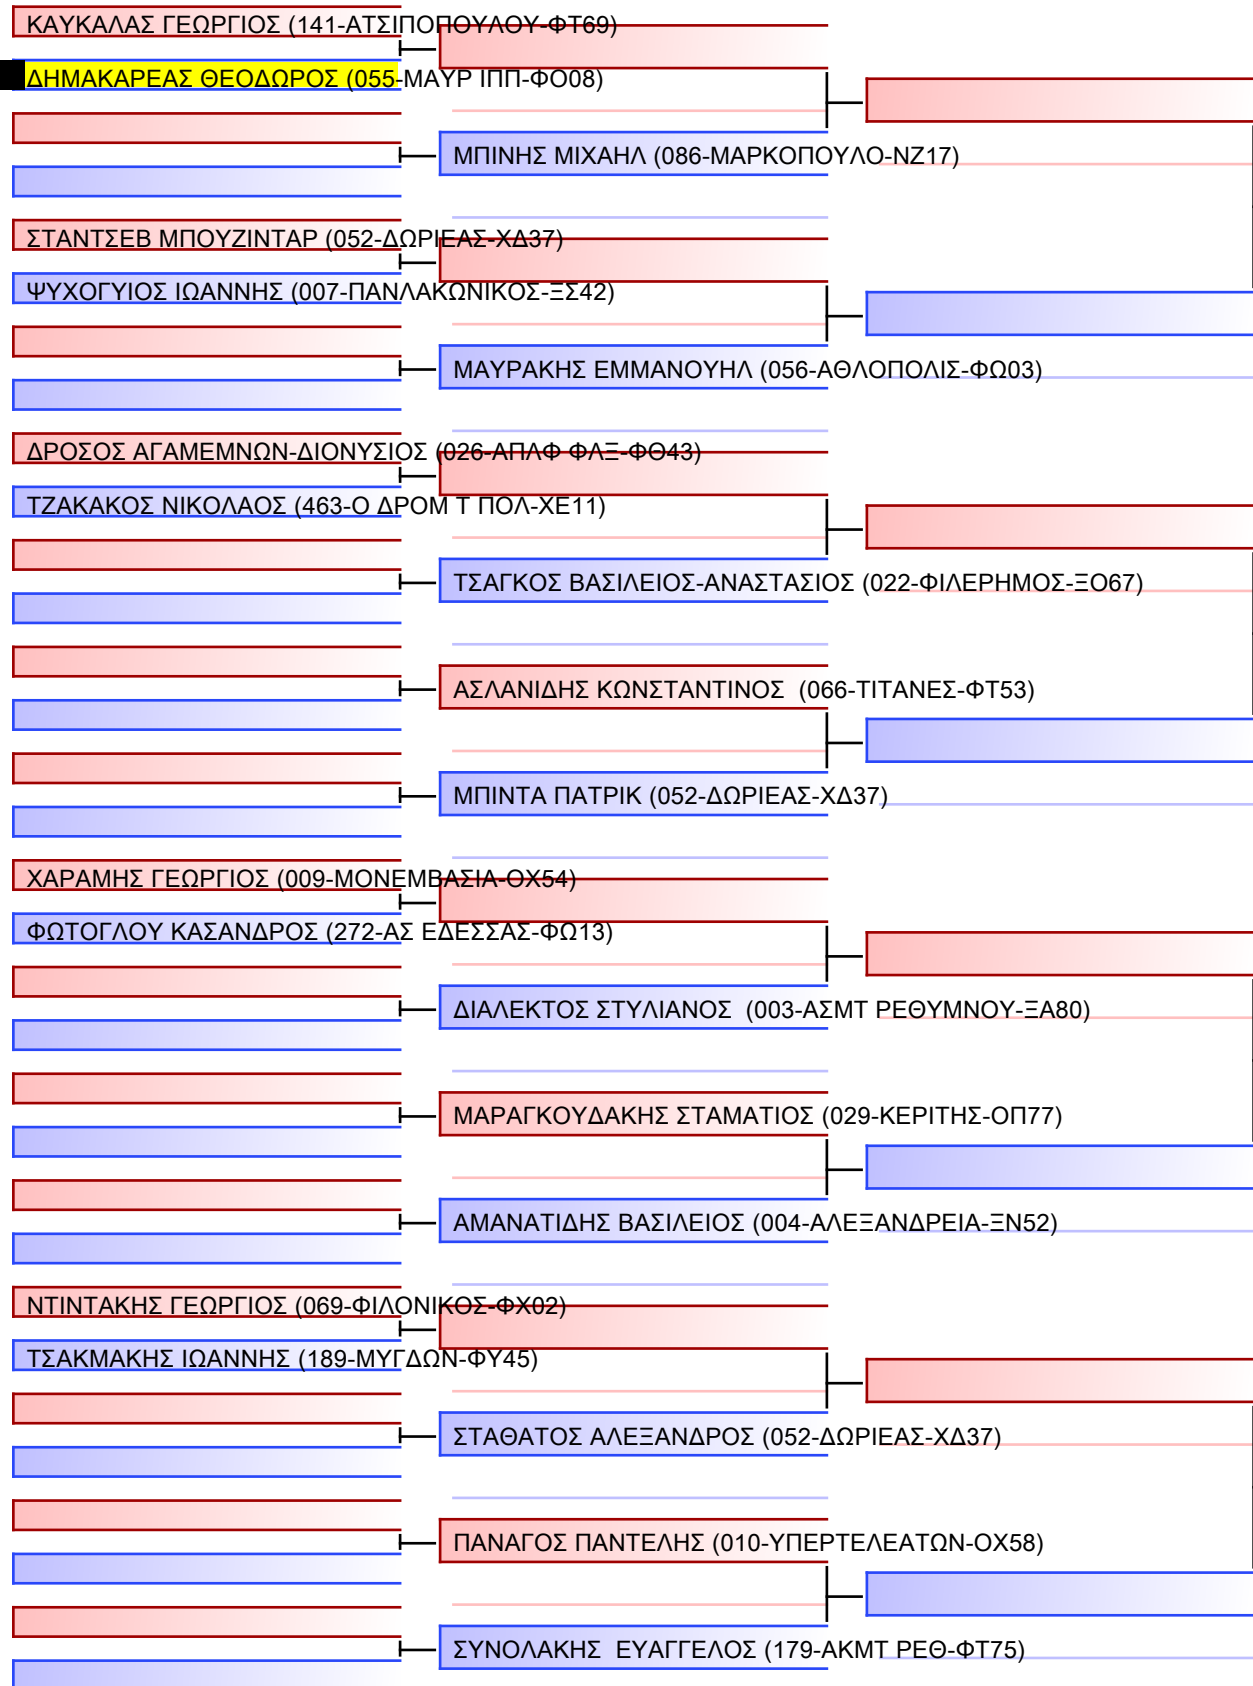 ΚΑΥΚΑΛΑΣ ΓΕΩΡΓΙΟΣ (141-ΑΤΣΙΠΟΠΟΥΛΟΥ-ΦΤ69)
ΔΗΜΑΚΑΡΕΑΣ ΘΕΟΔΩΡΟΣ (055-ΜΑΥΡ ΙΠΠ-ΦΟ08)
ΜΠΙΝΗΣ ΜΙΧΑΗΛ (086-ΜΑΡΚΟΠΟΥΛΟ-ΝΖ17)
ΣΤΑΝΤΣΕΒ ΜΠΟΥΖΙΝΤΑΡ (052-ΔΩΡΙΕΑΣ-ΧΔ37)
ΨΥΧΟΓΥΙΟΣ ΙΩΑΝΝΗΣ (007-ΠΑΝΛΑΚΩΝΙΚΟΣ-ΞΣ42)
ΜΑΥΡΑΚΗΣ ΕΜΜΑΝΟΥΗΛ (056-ΑΘΛΟΠΟΛΙΣ-ΦΩ03)
ΔΡΟΣΟΣ ΑΓΑΜΕΜΝΩΝ-ΔΙΟΝΥΣΙΟΣ (026-ΑΠΛΦ ΦΛΞ-ΦΘ43)
ΤΖΑΚΑΚΟΣ ΝΙΚΟΛΑΟΣ (463-Ο ΔΡΟΜ Τ ΠΟΛ-ΧΕ11)
ΤΣΑΓΚΟΣ ΒΑΣΙΛΕΙΟΣ-ΑΝΑΣΤΑΣΙΟΣ (022-ΦΙΛΕΡΗΜΟΣ-ΞΟ67)
ΑΣΛΑΝΙΔΗΣ ΚΩΝΣΤΑΝΤΙΝΟΣ  (066-ΤΙΤΑΝΕΣ-ΦΤ53)
ΜΠΙΝΤΑ ΠΑΤΡΙΚ (052-ΔΩΡΙΕΑΣ-ΧΔ37)
ΧΑΡΑΜΗΣ ΓΕΩΡΓΙΟΣ (009-ΜΟΝΕΜΒΑΣΙΑ-ΟΧ54)
ΦΩΤΟΓΛΟΥ ΚΑΣΑΝΔΡΟΣ (272-ΑΣ ΕΔΕΣΣΑΣ-ΦΩ13)
ΔΙΑΛΕΚΤΟΣ ΣΤΥΛΙΑΝΟΣ  (003-ΑΣΜΤ ΡΕΘΥΜΝΟΥ-ΞΑ80)
ΜΑΡΑΓΚΟΥΔΑΚΗΣ ΣΤΑΜΑΤΙΟΣ (029-ΚΕΡΙΤΗΣ-ΟΠ77)
ΑΜΑΝΑΤΙΔΗΣ ΒΑΣΙΛΕΙΟΣ (004-ΑΛΕΞΑΝΔΡΕΙΑ-ΞΝ52)
ΝΤΙΝΤΑΚΗΣ ΓΕΩΡΓΙΟΣ (069-ΦΙΛΟΝΙΚΟΣ-ΦΧ02)
ΤΣΑΚΜΑΚΗΣ ΙΩΑΝΝΗΣ (189-ΜΥΓΔΩΝ-ΦΥ45)
ΣΤΑΘΑΤΟΣ ΑΛΕΞΑΝΔΡΟΣ (052-ΔΩΡΙΕΑΣ-ΧΔ37)
ΠΑΝΑΓΟΣ ΠΑΝΤΕΛΗΣ (010-ΥΠΕΡΤΕΛΕΑΤΩΝ-ΟΧ58)
ΣΥΝΟΛΑΚΗΣ  ΕΥΑΓΓΕΛΟΣ (179-ΑΚΜΤ ΡΕΘ-ΦΤ75)